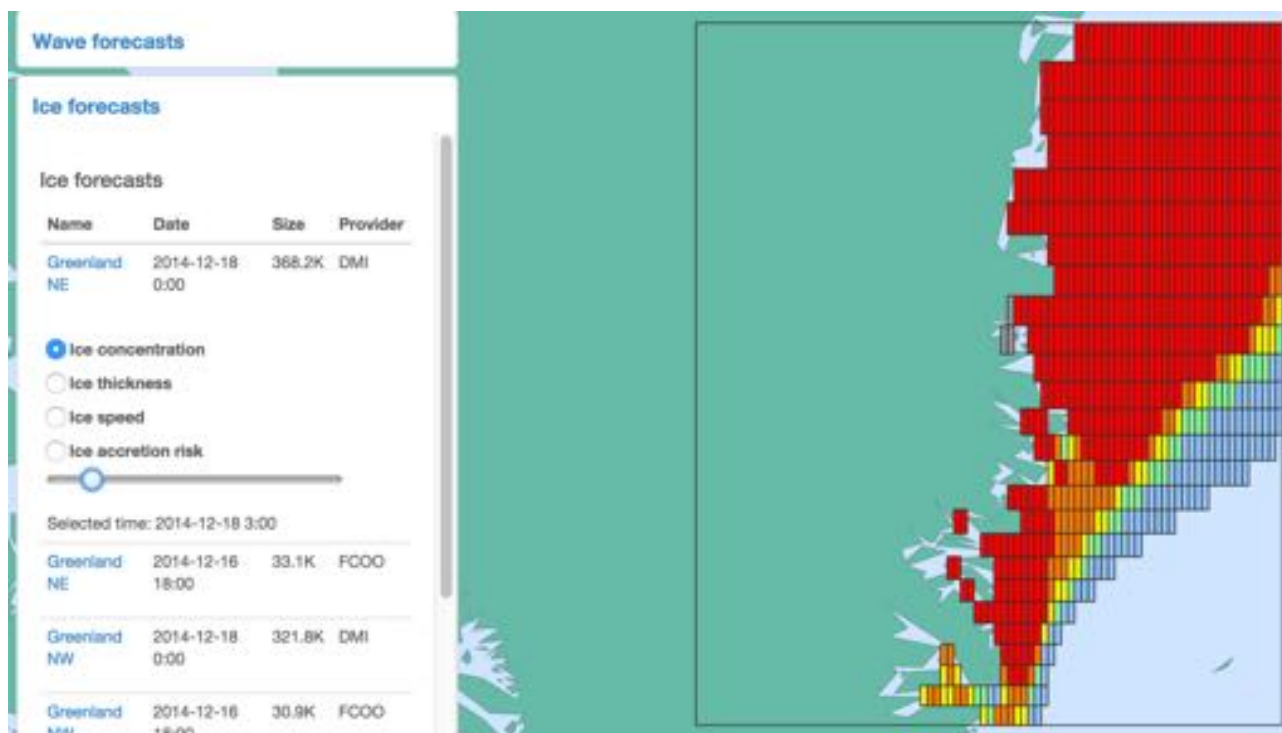 Wave forecasts
Ice forecasts
Ice forecasts
Name Date Size Provider
Greenland 2014-12-18 368.2K DMI
NE 0:00
Ice concentration
Ice thickness
Ice speed
Ice accretion risk
Selected time: 2014-12-18 3:00
Greenland 2014-12-16 33.1K FCOO
NE 18:00
Greenland 2014-12-18 321.8K DMI
NW 0:00
Greenland 2014-12-16 30.9K FCOO
NW 18:00